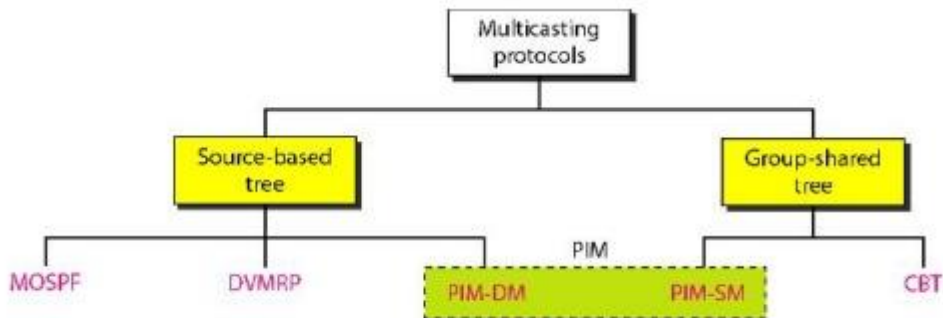 Multicasting
protocols
Source-based
tree
Group-shared
tree
PIM
MOSPF
DVMRP
PIM-DM
PIM-SM
CBT